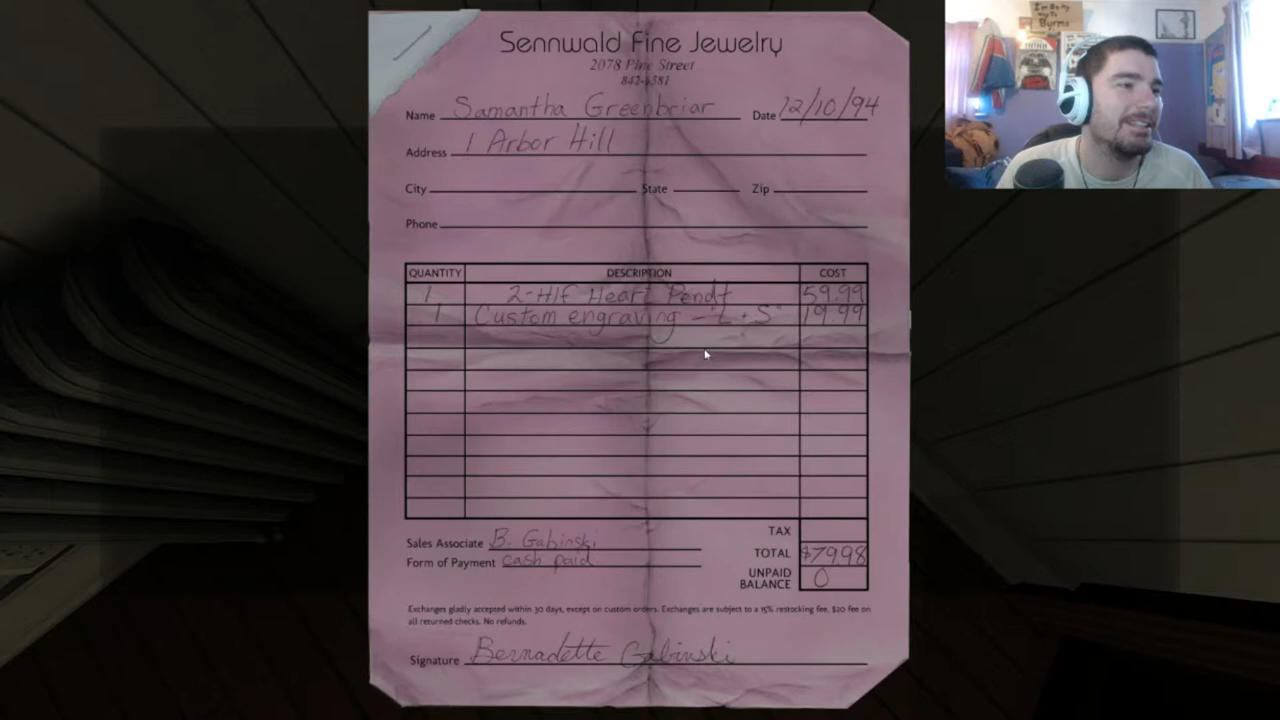 Sennwald Fine Jewelry
2078 Pine Street
Name Samantha Greenbriar Date 12/10/94
Address 1 Arbor Hill
City State Zip
Phone
QUANTITY DESCRIPTION COST
1 2-Hlf Heart Pendt 59.99
1 Custom engraving - "L + S" 19.99
TAX
Sales Associate B. Gabinski
TOTAL $79.98
Form of Payment cash paid
UNPAID
BALANCE 0
Exchanges gladly accepted within 30 days, except on custom orders. Exchanges are subject to a 15% restocking fee, $20 fee on
all returned checks. No refunds.
Signature Bernadette Gabinski